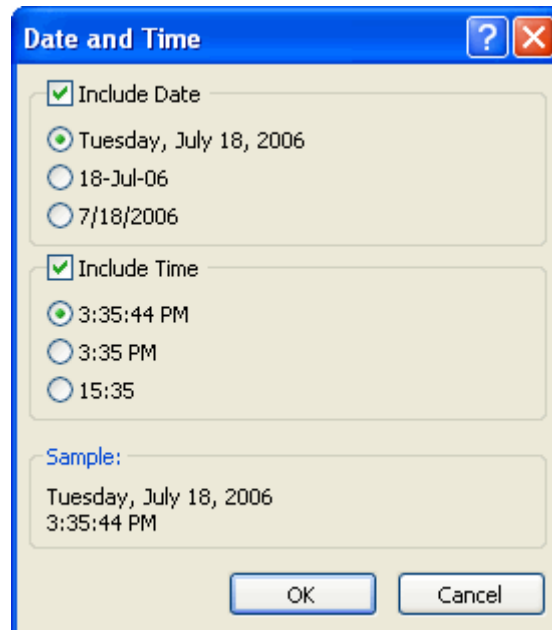 Date and Time
?
Include Date
Tuesday, July 18, 2006
18-Jul-06
7/18/2006
Include Time
3:35:44 PM
3:35 PM
15:35
Sample:
Tuesday, July 18, 2006
3:35:44 PM
OK
Cancel